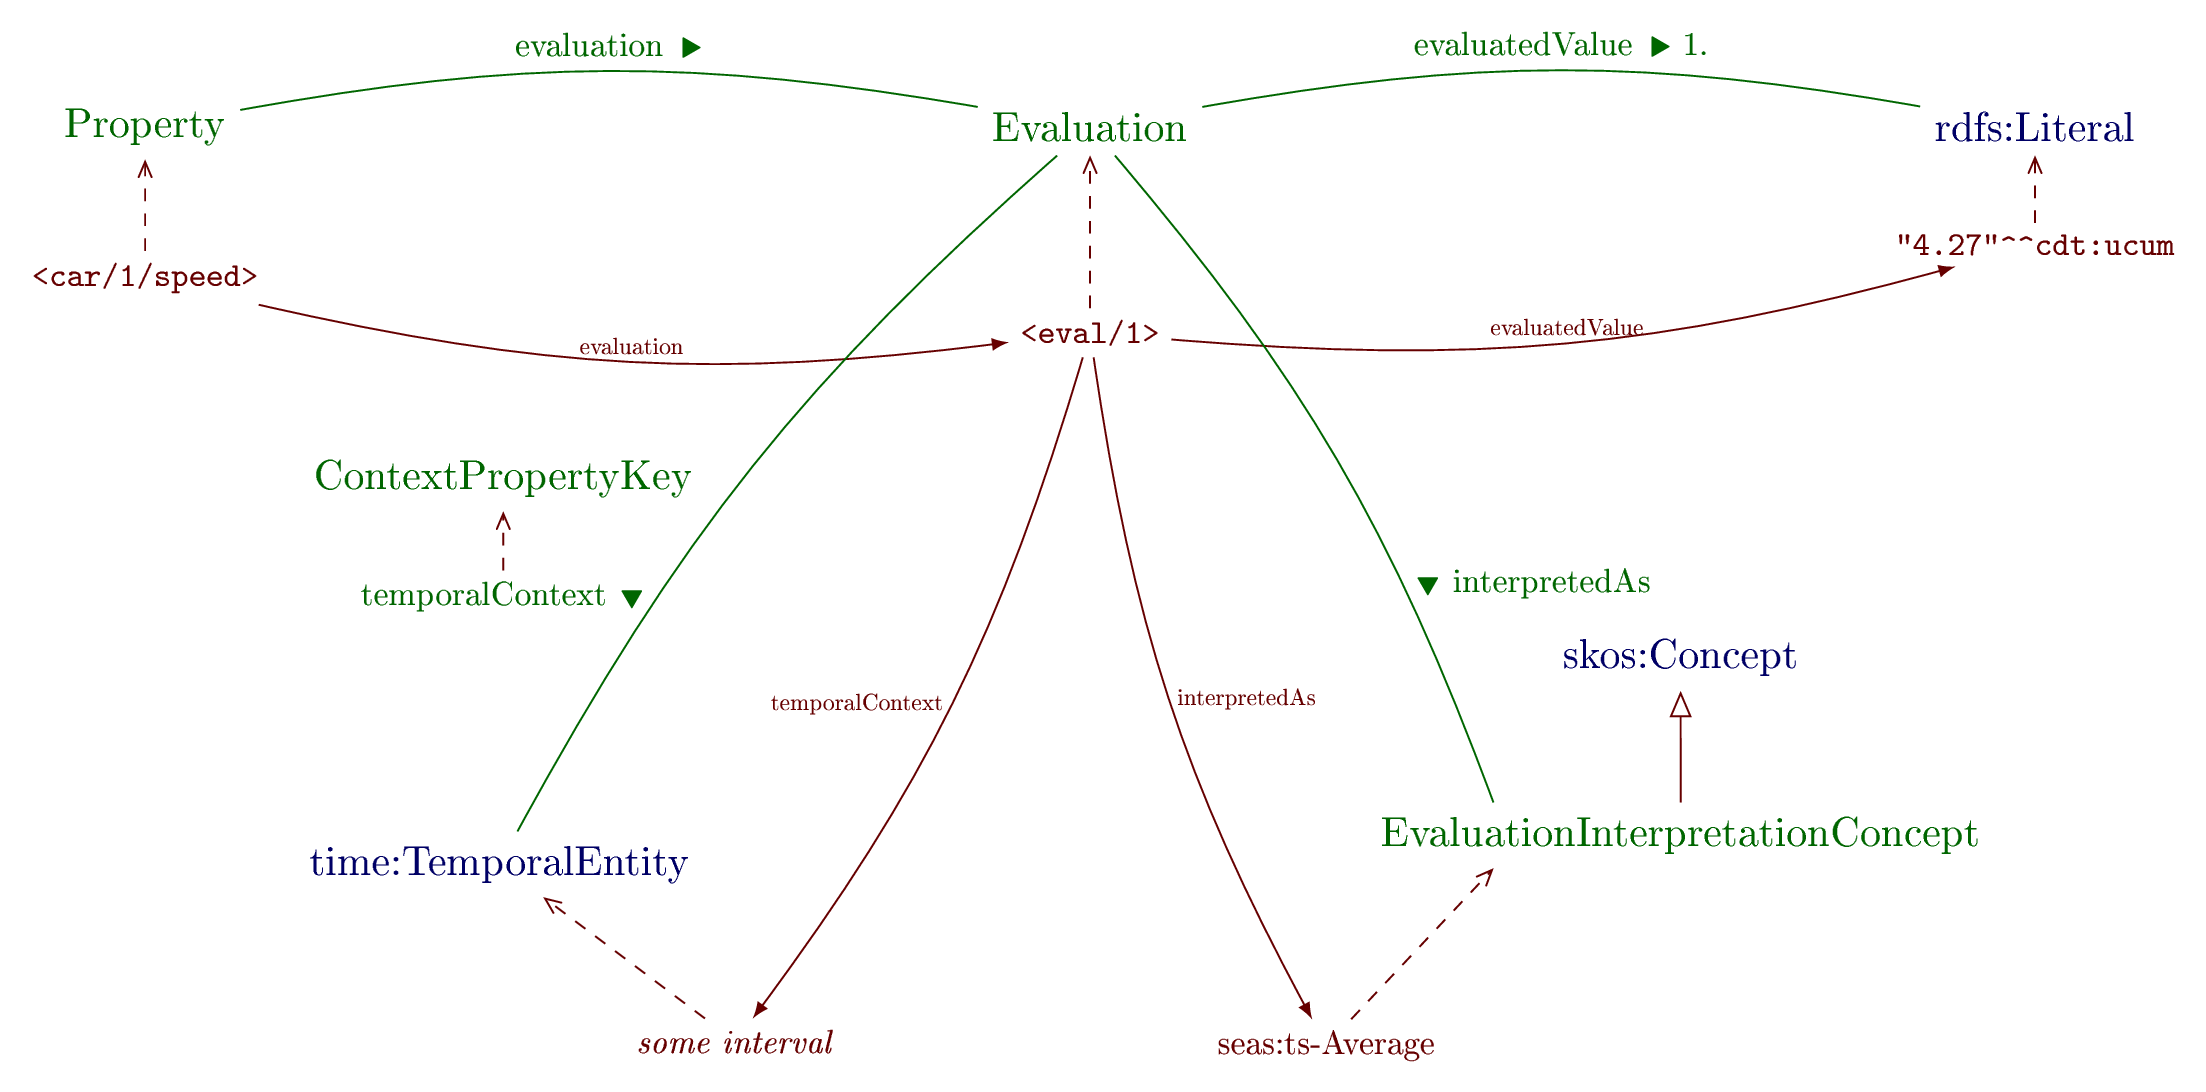 evaluation ▶
evaluatedValue ▶ 1.
Property
Evaluation
rdfs:Literal
"4.27"^^cdt:ucum
<car/1/speed>
evaluation
<eval/1>
evaluatedValue
ContextPropertyKey
temporalContext ▼
▼ interpretedAs
skos:Concept
temporalContext
interpretedAs
EvaluationInterpretationConcept
time:TemporalEntity
some interval
seas:ts-Average